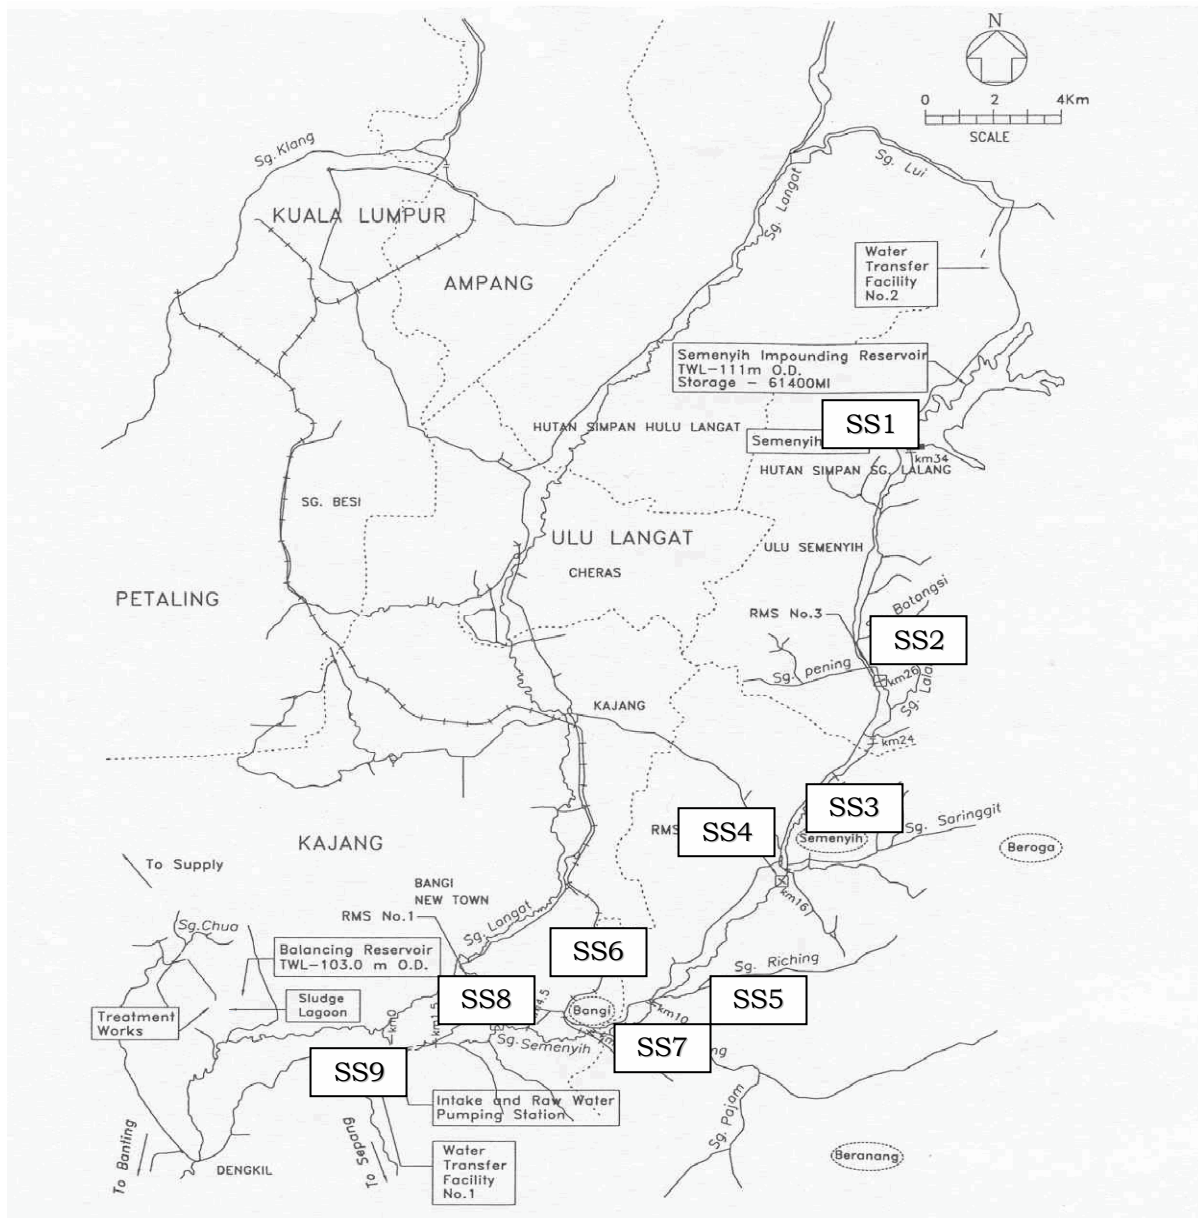 N
0 2 4Km
SCALE
Sg. Klang
Sg. Lui
Sg. Langat
KUALA LUMPUR
AMPANG
Water
Transfer
Facility
No.2
Semenyih Impounding Reservoir
TWL-111m O.D.
Storage - 61400Ml
SS1
HUTAN SIMPAN HULU LANGAT
Semenyih
km34
HUTAN SIMPAN SG. LALANG
SG. BESI
ULU LANGAT
ULU SEMENYIH
CHERAS
PETALING
Batangsi
RMS No.3
SS2
Sg. pening
km26
Sg.
KAJANG
km24
SS3
SS4
RMS
Semenyih
Sg. Saringgit
Beroga
KAJANG
To Supply
BANGI
NEW TOWN
km16
RMS No.1
Sg. Langat
Sg.Chua
SS6
Balancing Reservoir
TWL-103.0 m O.D.
Sg. Riching
SS8
SS5
Sludge
Lagoon
Treatment
Works
km0
km1.5
Bangi
km10
Sg. Semenyih
SS7
ng
SS9
Intake and Raw Water
Pumping Station
Sg. Pajam
To Banting
To Sepang
DENGKIL
Water
Transfer
Facility
No.1
Beranang